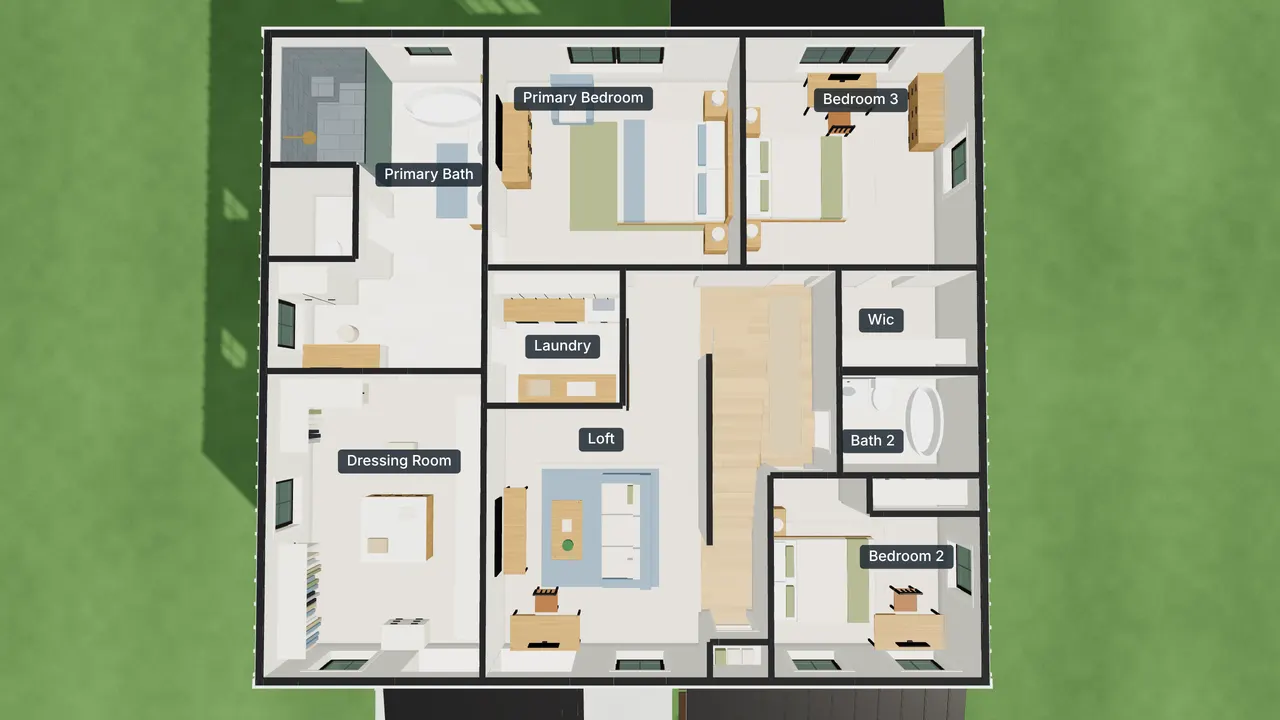 Primary Bedroom
Bedroom 3
Primary Bath
Wic
Laundry
Loft
Bath 2
Dressing Room
Bedroom 2